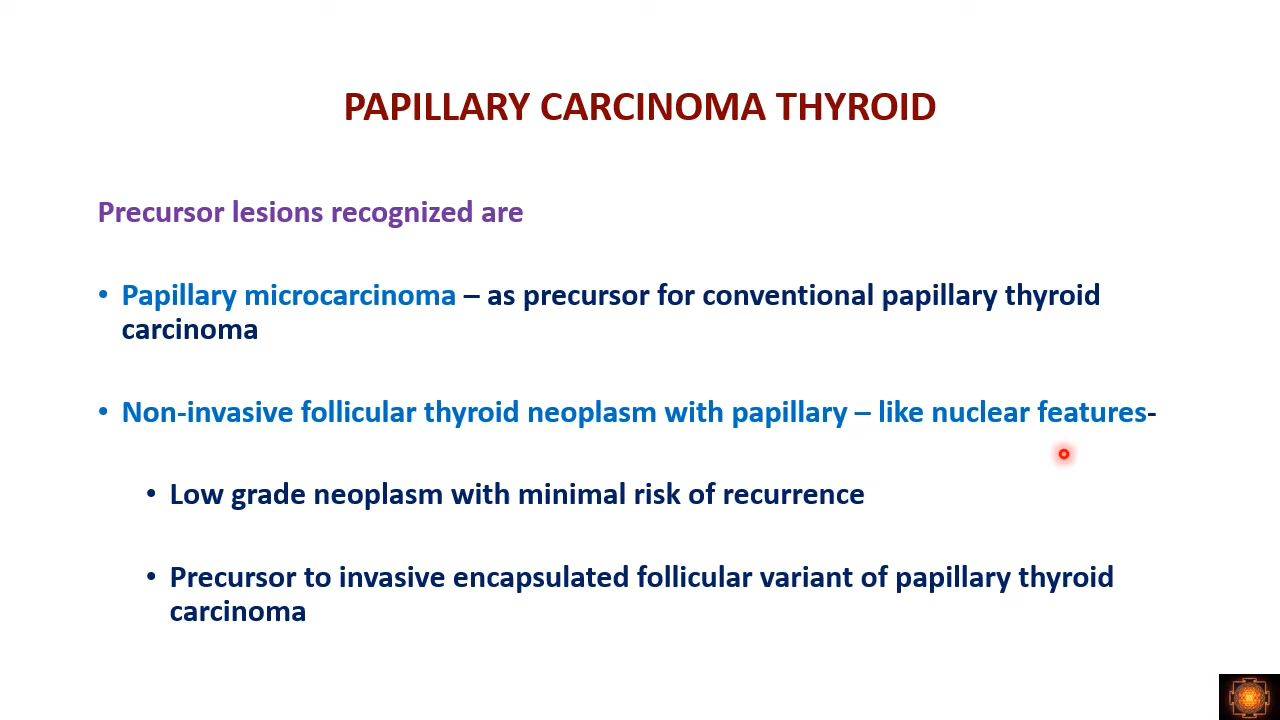 PAPILLARY CARCINOMA THYROID
Precursor lesions recognized are
• Papillary microcarcinoma – as precursor for conventional papillary thyroid
carcinoma
• Non-invasive follicular thyroid neoplasm with papillary – like nuclear features-
• Low grade neoplasm with minimal risk of recurrence
• Precursor to invasive encapsulated follicular variant of papillary thyroid
carcinoma